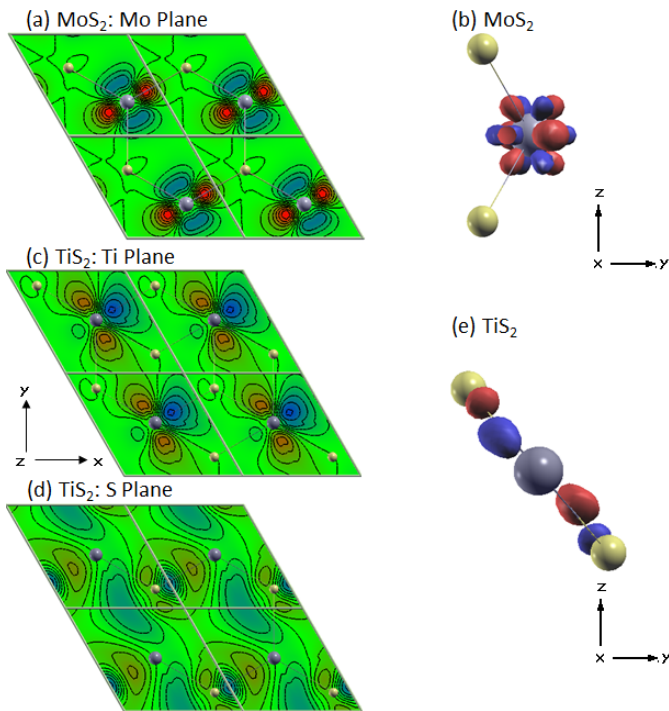 (a) MoS2: Mo Plane
(b) MoS2
z
x
y
(c) TiS2: Ti Plane
(e) TiS2
y
z
x
(d) TiS2: S Plane
z
x
y